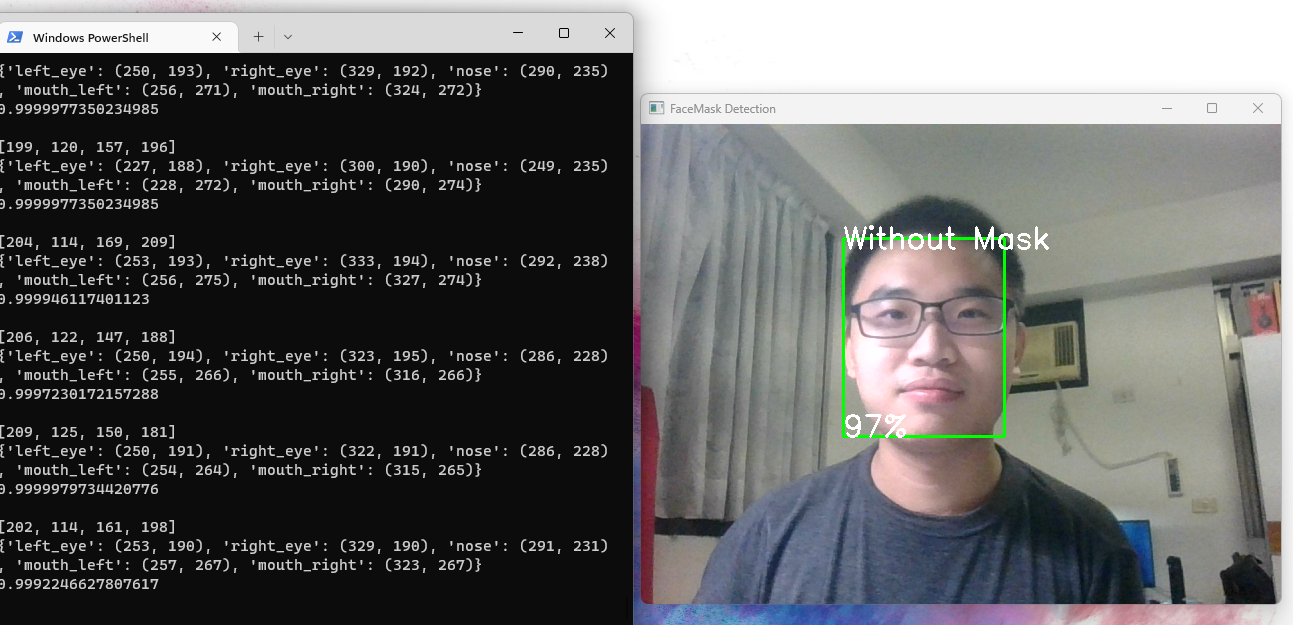 Windows PowerShell
{'left_eye': (250, 193), 'right_eye': (329, 192), 'nose': (290, 235)
, 'mouth_left': (256, 271), 'mouth_right': (324, 272)}
0.9999977350234985
[199, 120, 157, 196]
{'left_eye': (227, 188), 'right_eye': (300, 190), 'nose': (249, 235)
, 'mouth_left': (228, 272), 'mouth_right': (290, 274)}
0.9999977350234985
[204, 114, 169, 209]
{'left_eye': (253, 193), 'right_eye': (333, 194), 'nose': (292, 238)
, 'mouth_left': (256, 275), 'mouth_right': (327, 274)}
0.999946117401123
[206, 122, 147, 188]
{'left_eye': (250, 194), 'right_eye': (323, 195), 'nose': (286, 228)
, 'mouth_left': (255, 266), 'mouth_right': (316, 266)}
0.9997230172157288
[209, 125, 150, 181]
{'left_eye': (250, 191), 'right_eye': (322, 191), 'nose': (286, 228)
, 'mouth_left': (254, 264), 'mouth_right': (315, 265)}
0.9999979734420776
[202, 114, 161, 198]
{'left_eye': (253, 190), 'right_eye': (329, 190), 'nose': (291, 231)
, 'mouth_left': (257, 267), 'mouth_right': (323, 267)}
0.9992246627807617
FaceMask Detection
Without Mask
97%